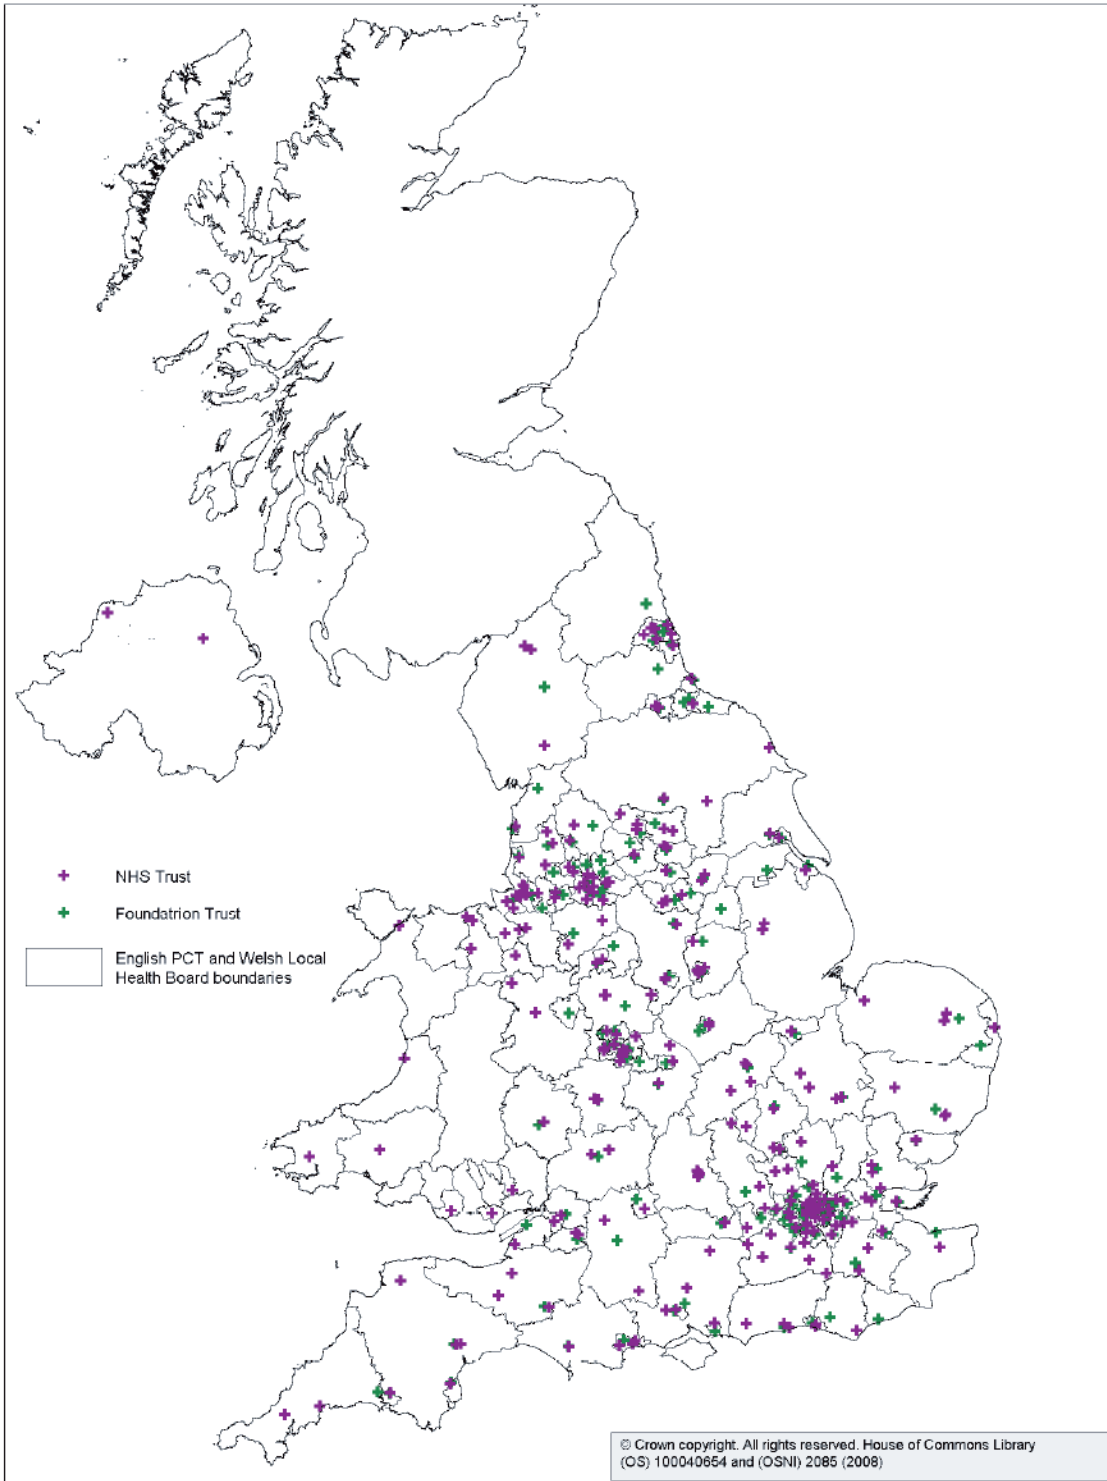 NHS Trust
Foundatrion Trust
English PCT and Welsh Local
Health Board boundaries
© Crown copyright. All rights reserved. House of Commons Library
(OS) 100040654 and (OSNI) 2085 (2008)